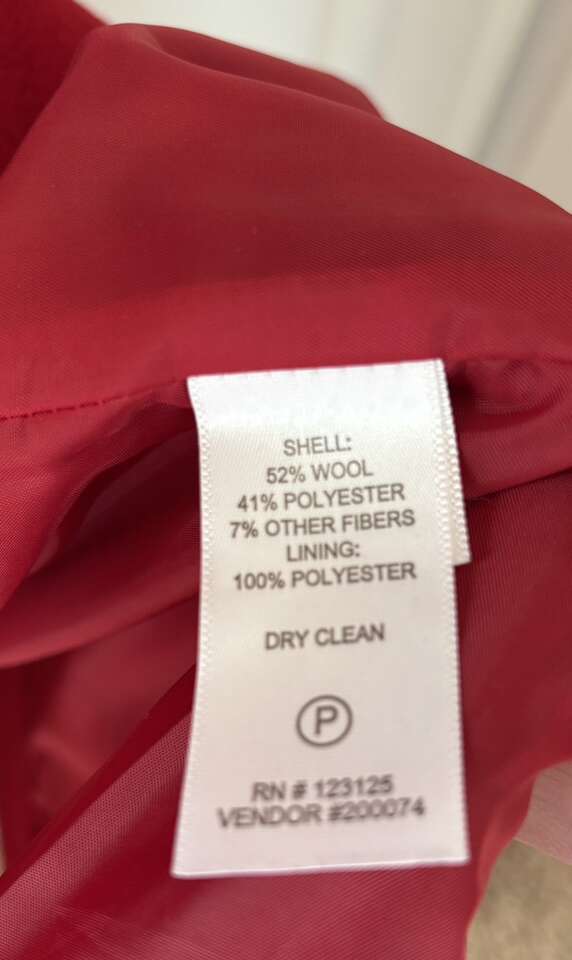 SHELL:
52% WOOL
41% POLYESTER
7% OTHER FIBERS
LINING:
100% POLYESTER
DRY CLEAN
P
RN # 123125
VENDOR #200074